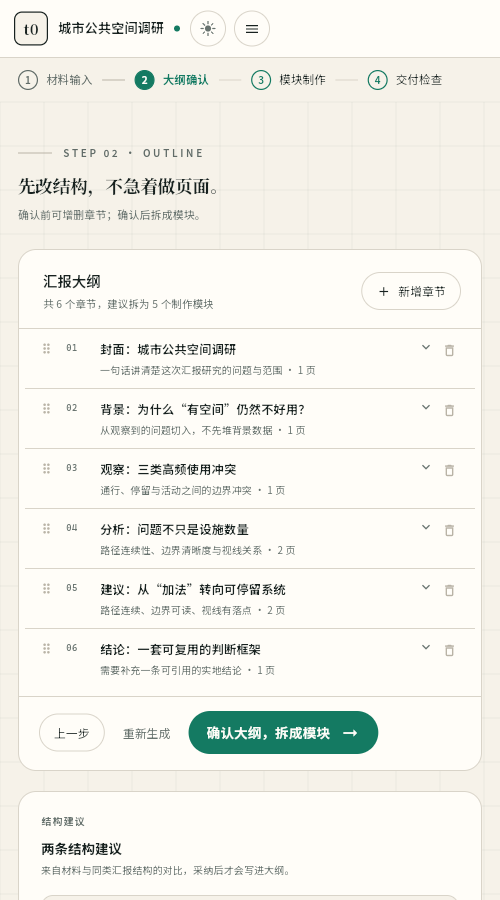 t0 城市公共空间调研
1 材料输入 2 大纲确认 3 模块制作 4 交付检查
STEP 02 · OUTLINE
先改结构，不急着做页面。
确认前可增删章节；确认后拆成模块。
汇报大纲
共 6 个章节，建议拆为 5 个制作模块
+ 新增章节
01 封面：城市公共空间调研
一句话讲清楚这次汇报研究的问题与范围 · 1 页
02 背景：为什么“有空间”仍然不好用？
从观察到的问题切入，不先堆背景数据 · 1 页
03 观察：三类高频使用冲突
通行、停留与活动之间的边界冲突 · 1 页
04 分析：问题不只是设施数量
路径连续性、边界清晰度与视线关系 · 2 页
05 建议：从“加法”转向可停留系统
路径连续、边界可读、视线有落点 · 2 页
06 结论：一套可复用的判断框架
需要补充一条可引用的实地结论 · 1 页
上一步 重新生成 确认大纲，拆成模块 →
结构建议
两条结构建议
来自材料与同类汇报结构的对比，采纳后才会写进大纲。